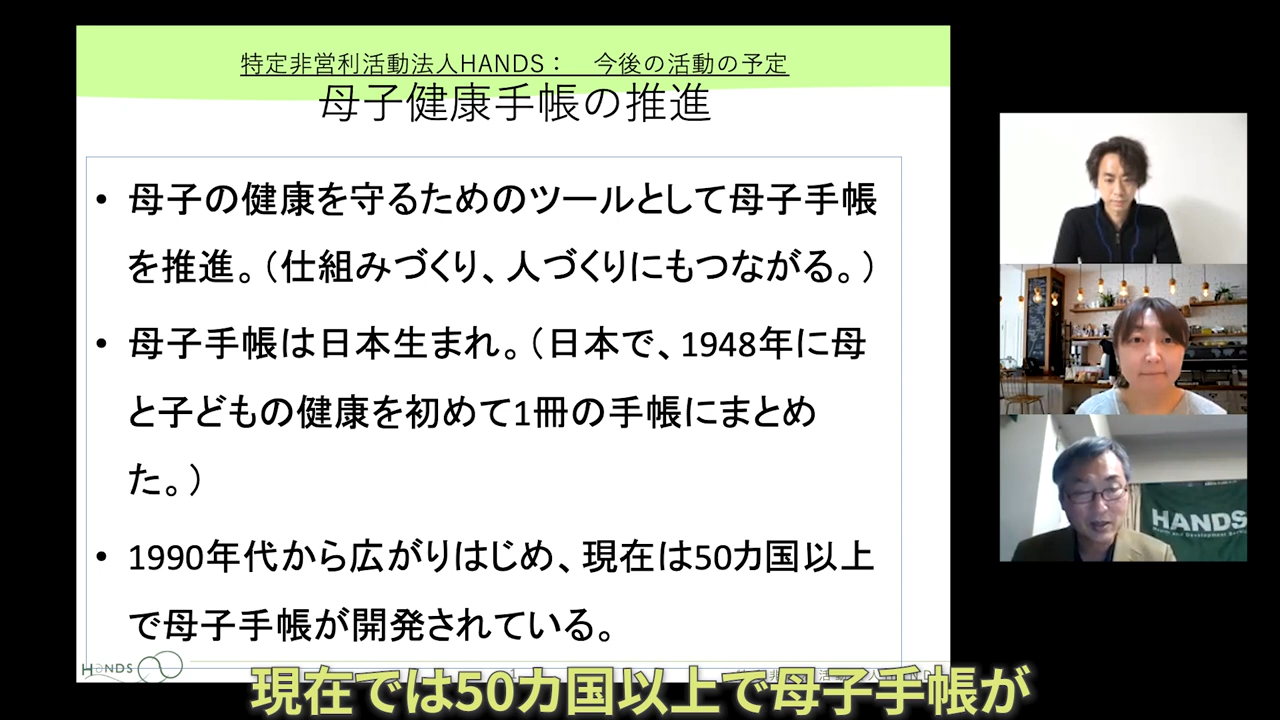 特定非営利活動法人HANDS： 今後の活動の予定
母子健康手帳の推進
• 母子の健康を守るためのツールとして母子手帳
を推進。（仕組みづくり、人づくりにもつながる。）
• 母子手帳は日本生まれ。（日本で、1948年に母
と子どもの健康を初めて1冊の手帳にまとめ
た。）
• 1990年代から広がりはじめ、現在は50カ国以上
で母子手帳が開発されている。
HANDS
現在では50カ国以上で母子手帳が
HANDS